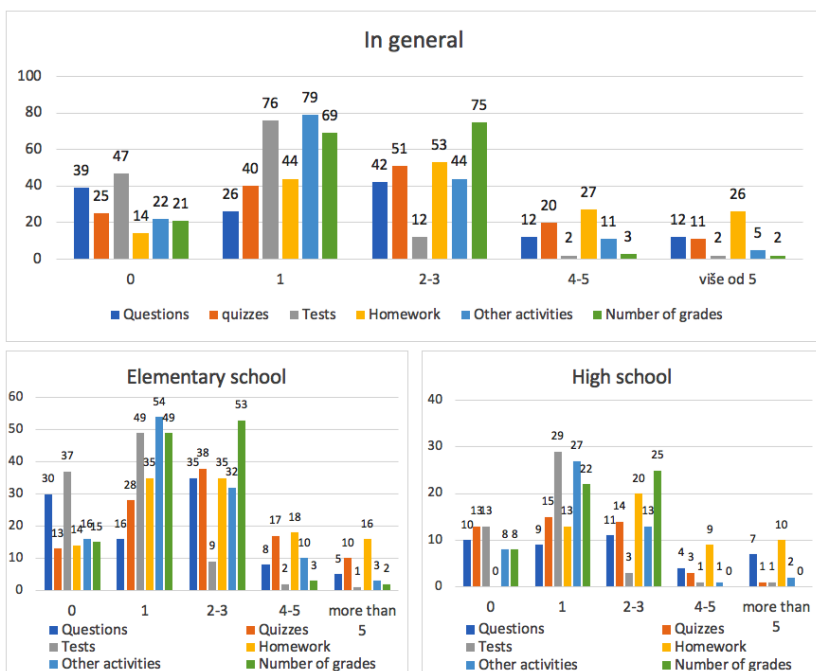 In general
100
80
60
40
20
0
39 25 47 14 22 21
26 40 76 44 79 69
42 51 12 53 44 75
12 20 2 27 11 3
12 11 2 26 5 2
0 1 2-3 4-5 više od 5
Questions quizzes Tests Homework Other activities Number of grades
Elementary school
60
50
40
30
20
10
0
30 13 37 14 16 15
16 28 49 35 54 49
35 38 9 35 32 53
8 17 2 18 10 3
5 10 1 16 3 2
0 1 2-3 4-5 more than
5
Questions Quizzes
Tests Homework
Other activities Number of grades
High school
40
30
20
10
0
10 13 13 0 8 8
9 15 29 13 27 22
11 14 3 20 13 25
4 3 1 9 1 0
7 1 1 10 2 0
0 1 2-3 4-5 more than
5
Questions Quizzes
Tests Homework
Other activities Number of grades